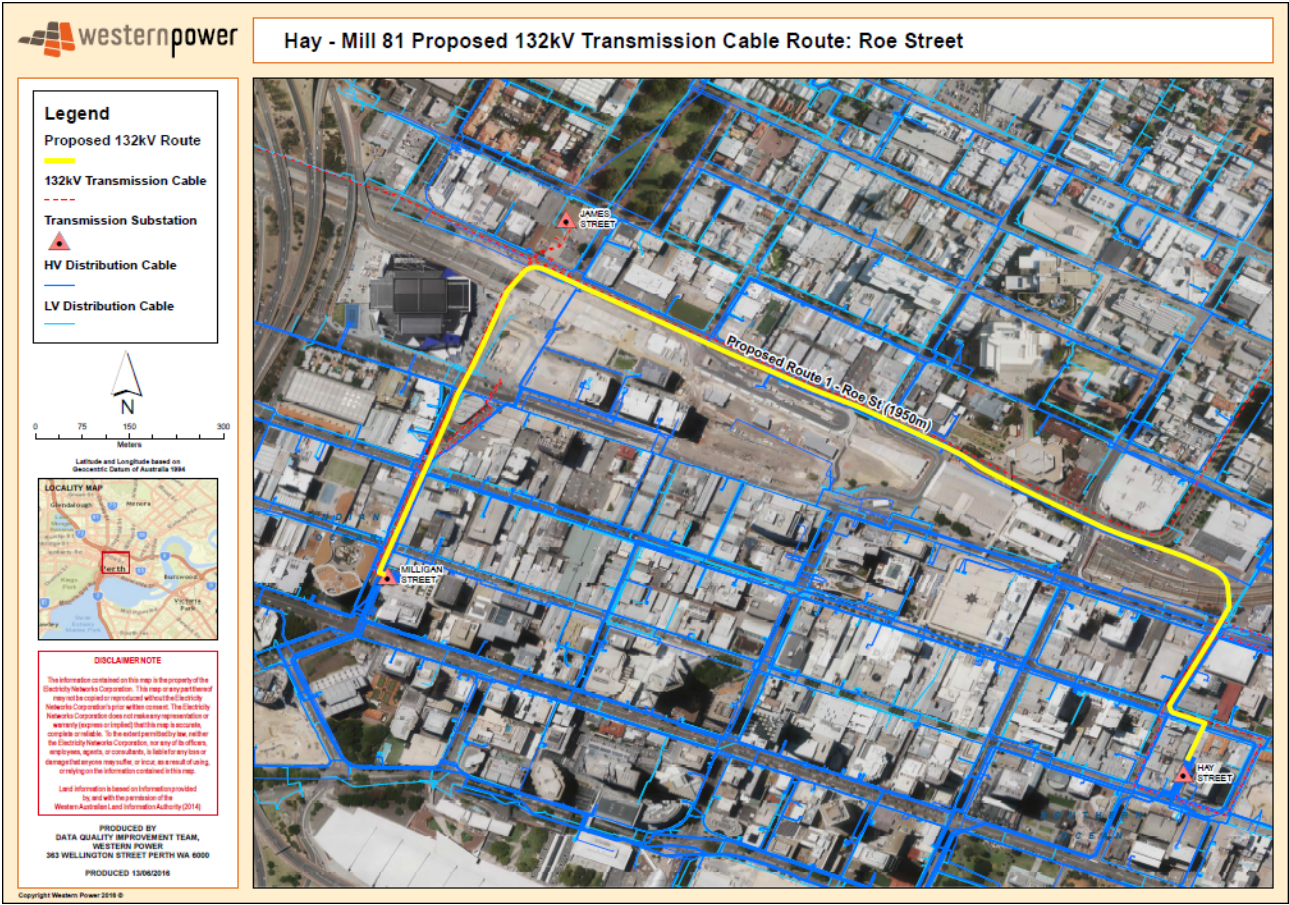 westernpower
Hay - Mill 81 Proposed 132kV Transmission Cable Route: Roe Street
Legend
Proposed 132kV Route
132kV Transmission Cable
Transmission Substation
HV Distribution Cable
LV Distribution Cable
N
0 75 150 300
Meters
Latitude and Longitude based on
Geocentric Datum of Australia 1994
LOCALITY MAP
Glendalough
Menora
Perth
Kings
Park
Burswood
Victoria
Park
DISCLAIMER NOTE
The information contained on this map is the property of the
Electricity Networks Corporation. This map or any part thereof
may not be copied or reproduced without the Electricity
Networks Corporation's prior written consent. The Electricity
Networks Corporation does not make any representation or
warranty (express or implied) that this map is accurate,
complete or reliable. To the extent permitted by law, neither
the Electricity Networks Corporation, nor any of its officers,
employees, agents, or consultants, is liable for any loss or
damage that anyone may suffer, or incur, as a result of using,
or relying on the information contained in this map.
Land information is based on information provided
by, and with the permission of the
Western Australian Land Information Authority (2014)
PRODUCED BY
DATA QUALITY IMPROVEMENT TEAM,
WESTERN POWER
363 WELLINGTON STREET PERTH WA 6000
PRODUCED 13/06/2016
Copyright Western Power 2016 ©
JAMES
STREET
Proposed Route 1 - Roe St (1950m)
MILLIGAN
STREET
HAY
STREET